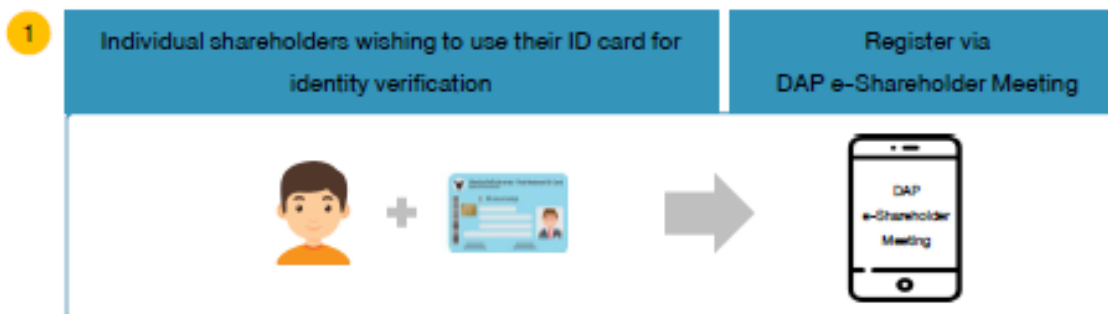 1
Individual shareholders wishing to use their ID card for
identity verification
Register via
DAP e-Shareholder Meeting
DAP
e-Shareholder
Meeting